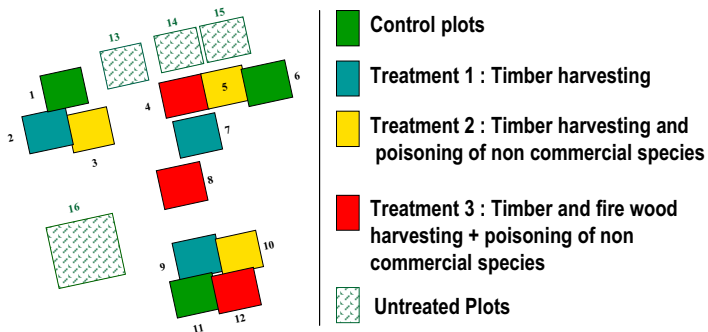 13
14
15
1
2
3
4
5
6
7
8
16
9
10
11
12
Control plots
Treatment 1 : Timber harvesting
Treatment 2 : Timber harvesting and
poisoning of non commercial species
Treatment 3 : Timber and fire wood
harvesting + poisoning of non
commercial species
Untreated Plots